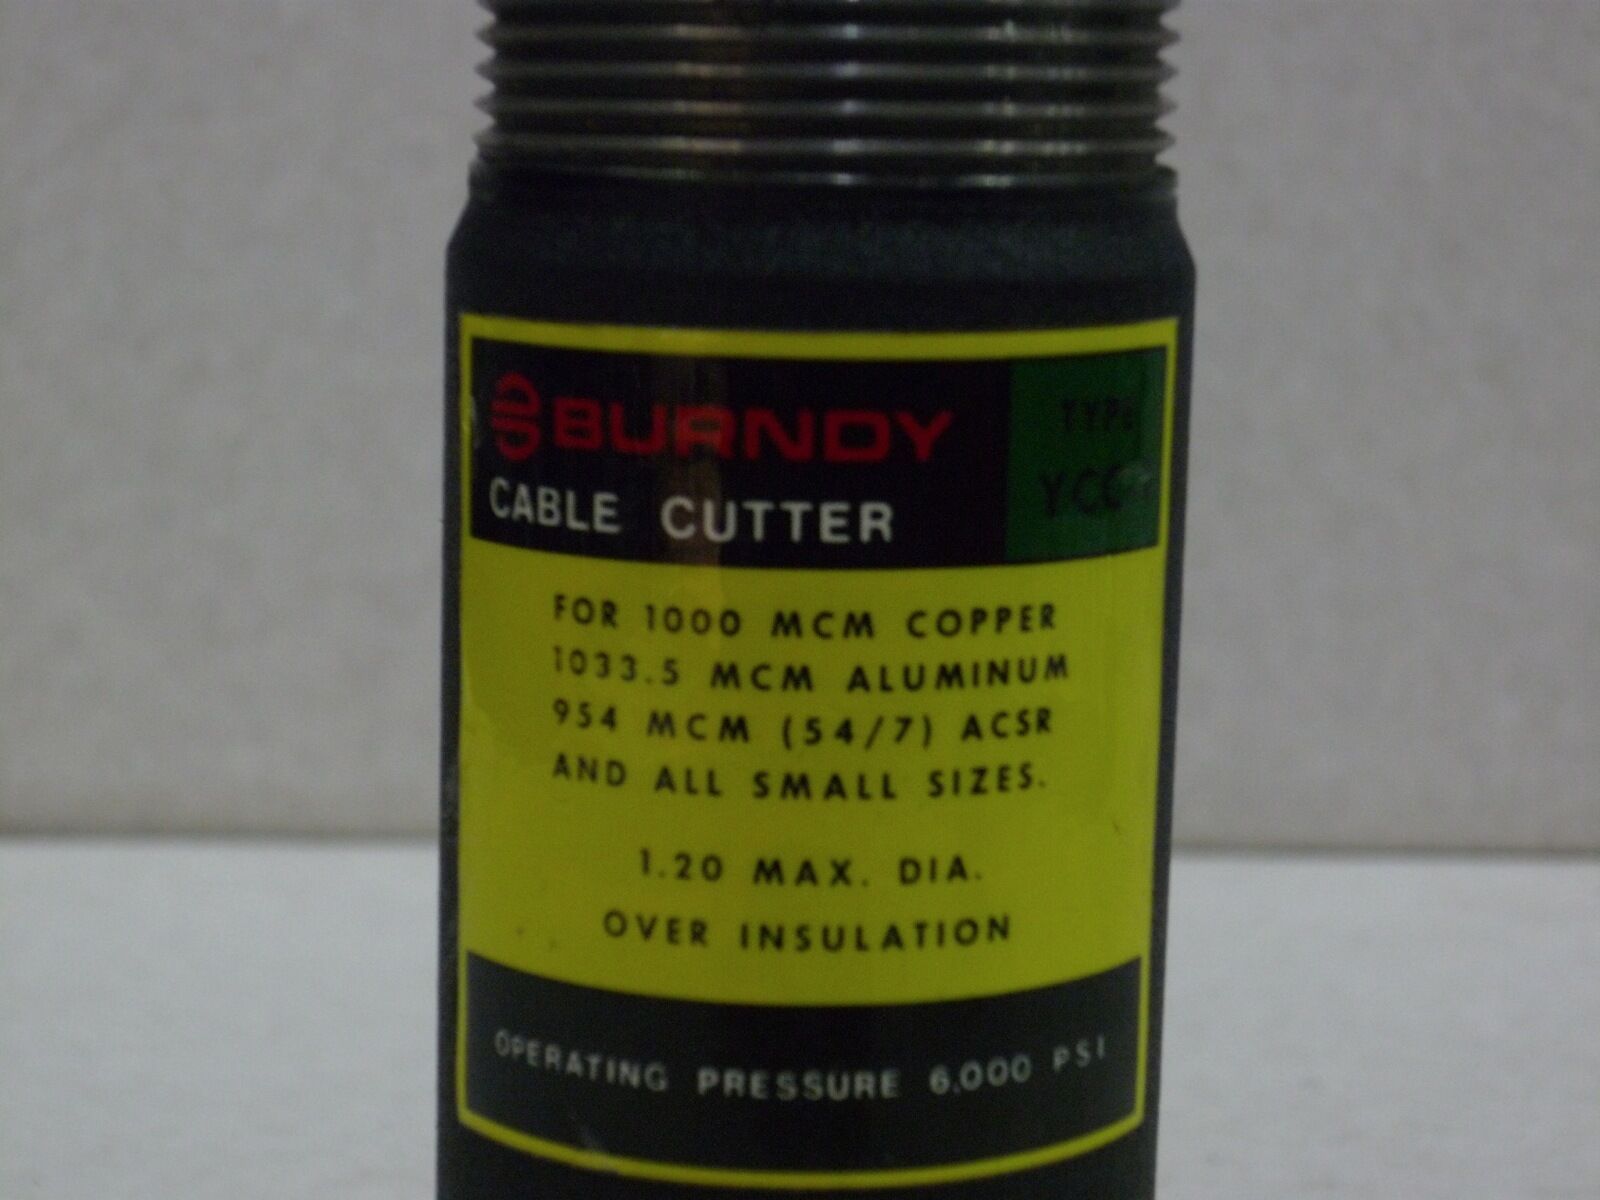 BURNDY
CABLE CUTTER
TYPE
FOR 1000 MCM COPPER
1033.5 MCM ALUMINUM
954 MCM (54/7) ACSR
AND ALL SMALL SIZES.
1.20 MAX. DIA.
OVER INSULATION
OPERATING PRESSURE 6,000 PSI